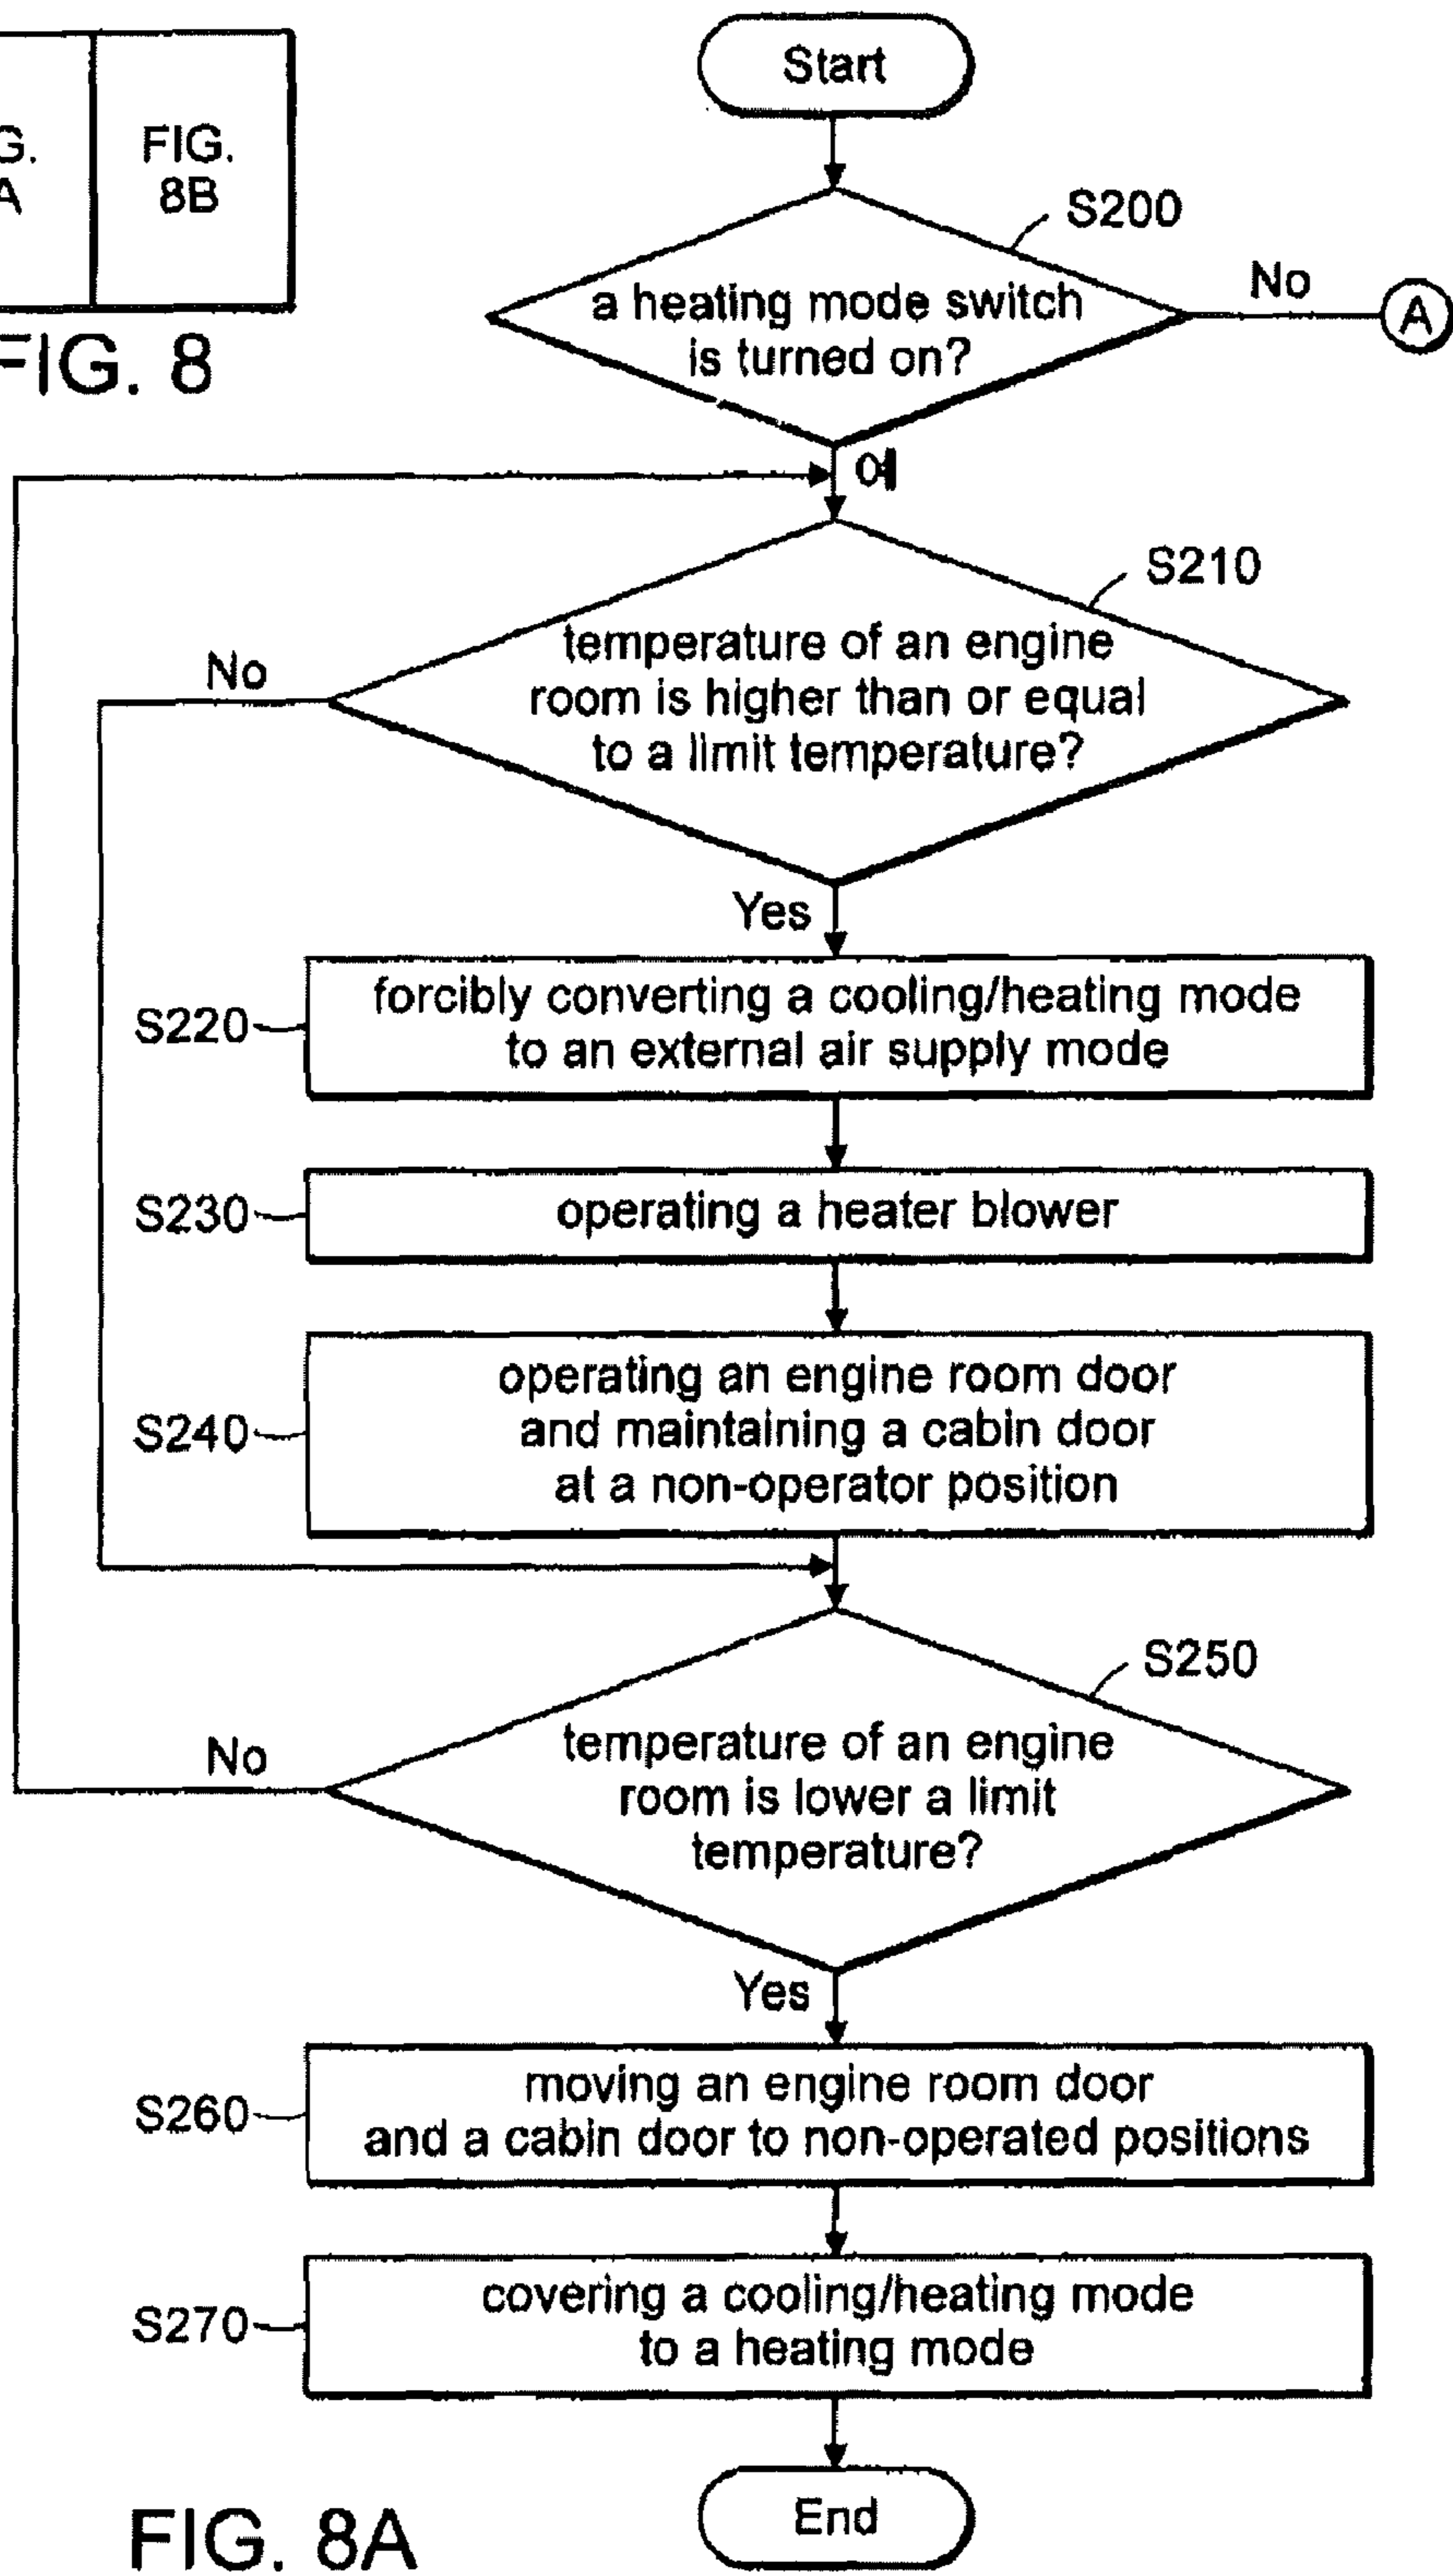 Start
G.
A
FIG.
8B
FIG. 8
S200
a heating mode switch
is turned on?
No
A
예
S210
temperature of an engine
room is higher than or equal
to a limit temperature?
No
Yes
S220
forcibly converting a cooling/heating mode
to an external air supply mode
S230
operating a heater blower
S240
operating an engine room door
and maintaining a cabin door
at a non-operator position
S250
temperature of an engine
room is lower a limit
temperature?
No
Yes
S260
moving an engine room door
and a cabin door to non-operated positions
S270
covering a cooling/heating mode
to a heating mode
End
FIG. 8A